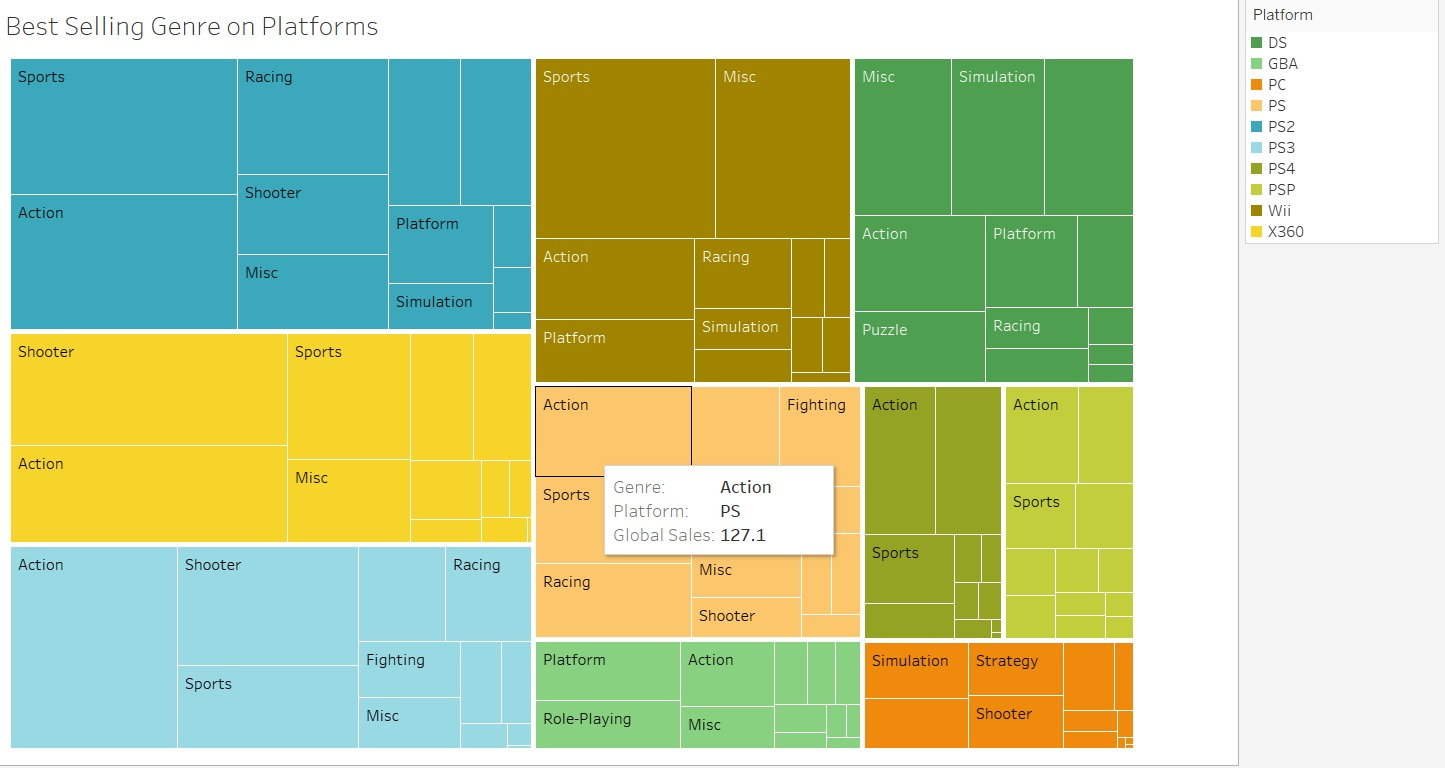 Best Selling Genre on Platforms
Sports
Racing
Action
Shooter
Misc
Platform
Simulation
Sports
Misc
Action
Racing
Platform
Simulation
Misc
Simulation
Action
Platform
Puzzle
Racing
Shooter
Sports
Action
Misc
Action
Fighting
Sports
Racing
Misc
Shooter
Genre: Action
Platform: PS
Global Sales: 127.1
Action
Sports
Action
Sports
Action
Shooter
Racing
Sports
Fighting
Misc
Platform
Action
Role-Playing
Misc
Simulation
Strategy
Shooter
Platform
DS
GBA
PC
PS
PS2
PS3
PS4
PSP
Wii
X360